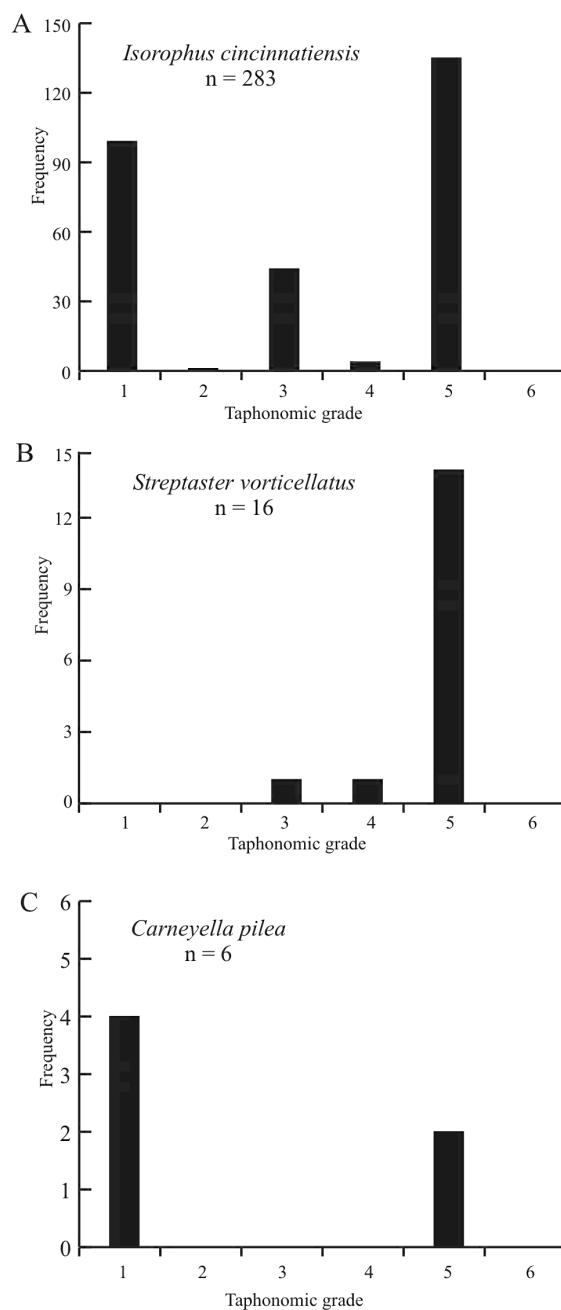 A
Isorophus cincinnatiensis
n = 283
Frequency
150
120
90
60
30
0
1 2 3 4 5 6
Taphonomic grade
B
Streptaster vorticellatus
n = 16
Frequency
15
12
9
6
3
0
1 2 3 4 5 6
Taphonomic grade
C
Carneyella pilea
n = 6
Frequency
6
5
4
3
2
1
0
1 2 3 4 5 6
Taphonomic grade